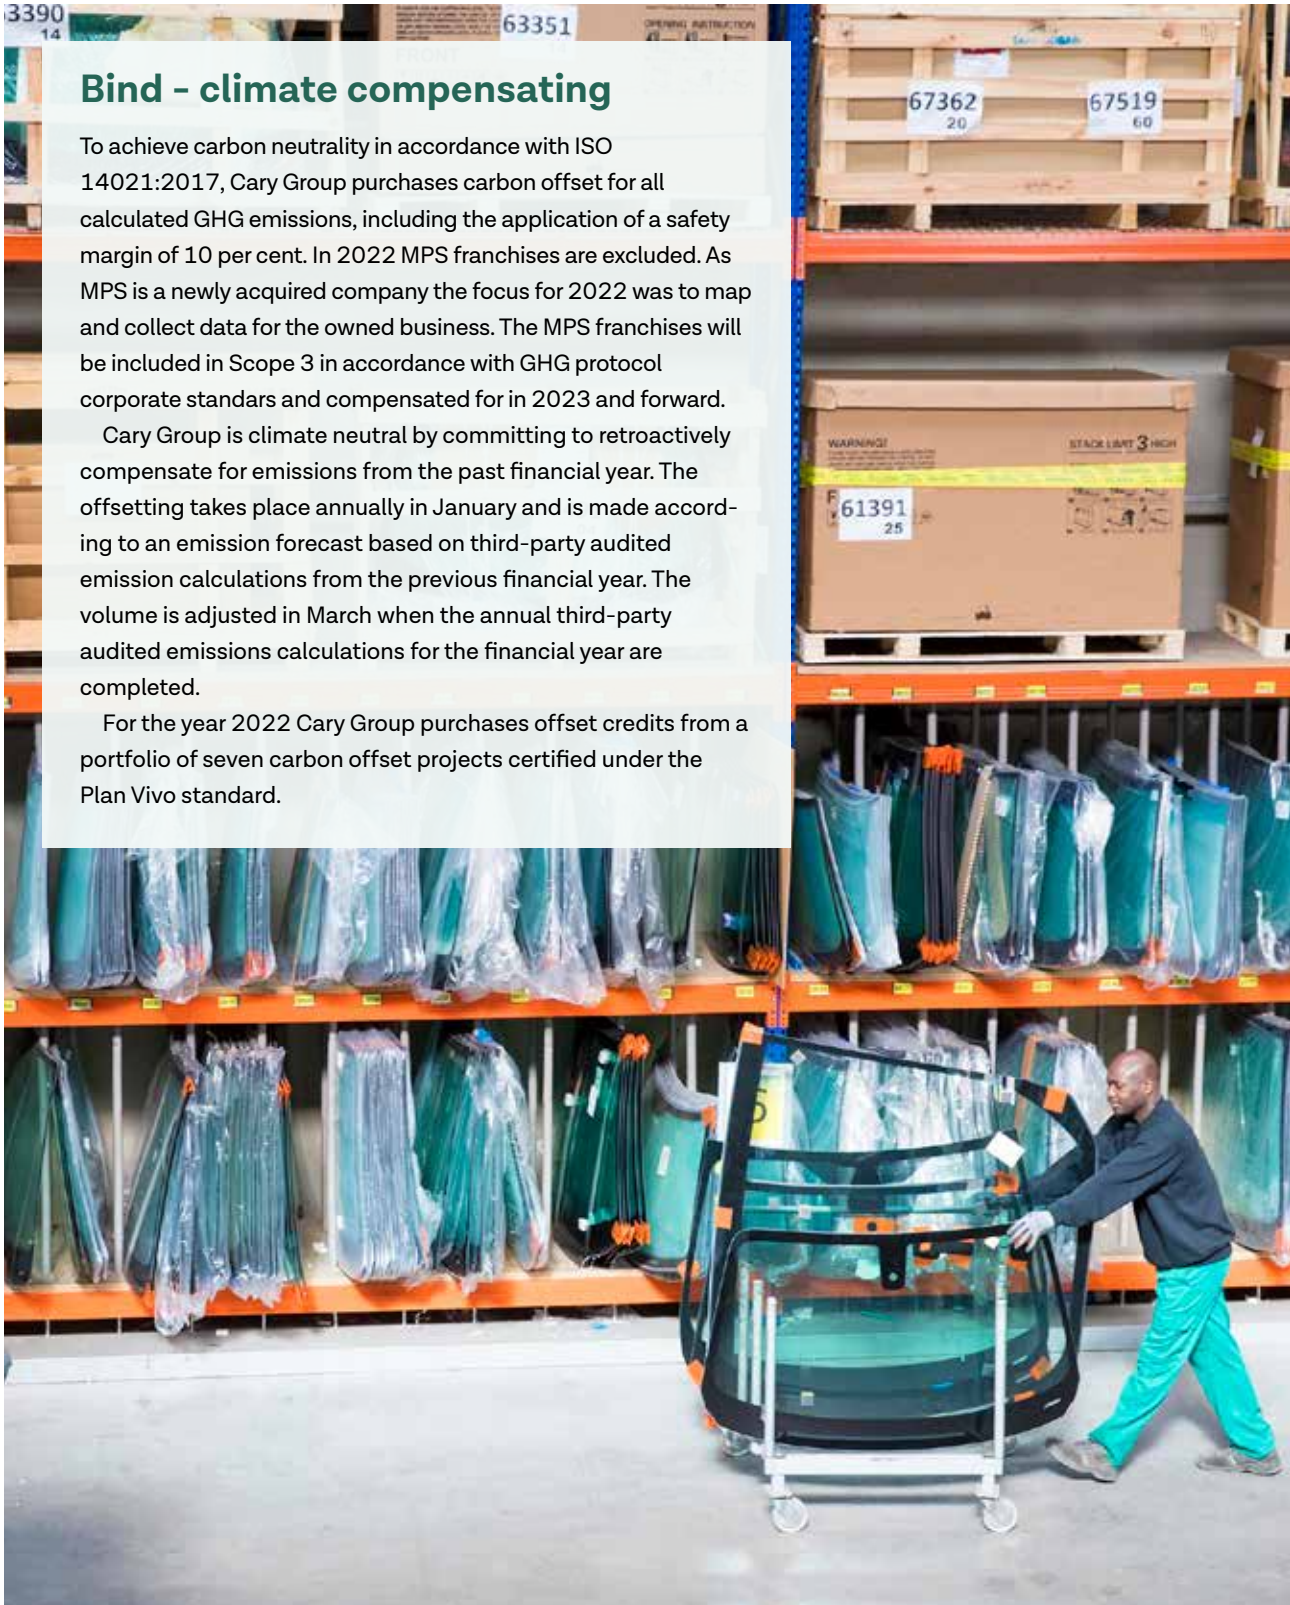 3390
14
63351
OPENING INSTRUCTION
FRONT
67362
20
67519
60
Bind – climate compensating
To achieve carbon neutrality in accordance with ISO
14021:2017, Cary Group purchases carbon offset for all
calculated GHG emissions, including the application of a safety
margin of 10 per cent. In 2022 MPS franchises are excluded. As
MPS is a newly acquired company the focus for 2022 was to map
and collect data for the owned business. The MPS franchises will
be included in Scope 3 in accordance with GHG protocol
corporate standars and compensated for in 2023 and forward.
Cary Group is climate neutral by committing to retroactively
compensate for emissions from the past financial year. The
offsetting takes place annually in January and is made accord-
ing to an emission forecast based on third-party audited
emission calculations from the previous financial year. The
volume is adjusted in March when the annual third-party
audited emissions calculations for the financial year are
completed.
For the year 2022 Cary Group purchases offset credits from a
portfolio of seven carbon offset projects certified under the
Plan Vivo standard.
WARNING!
STACK LIMIT 3 HIGH
61391
25